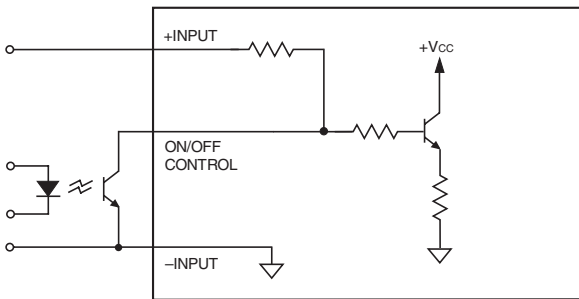 +INPUT
+VCC
ON/OFF
CONTROL
–INPUT